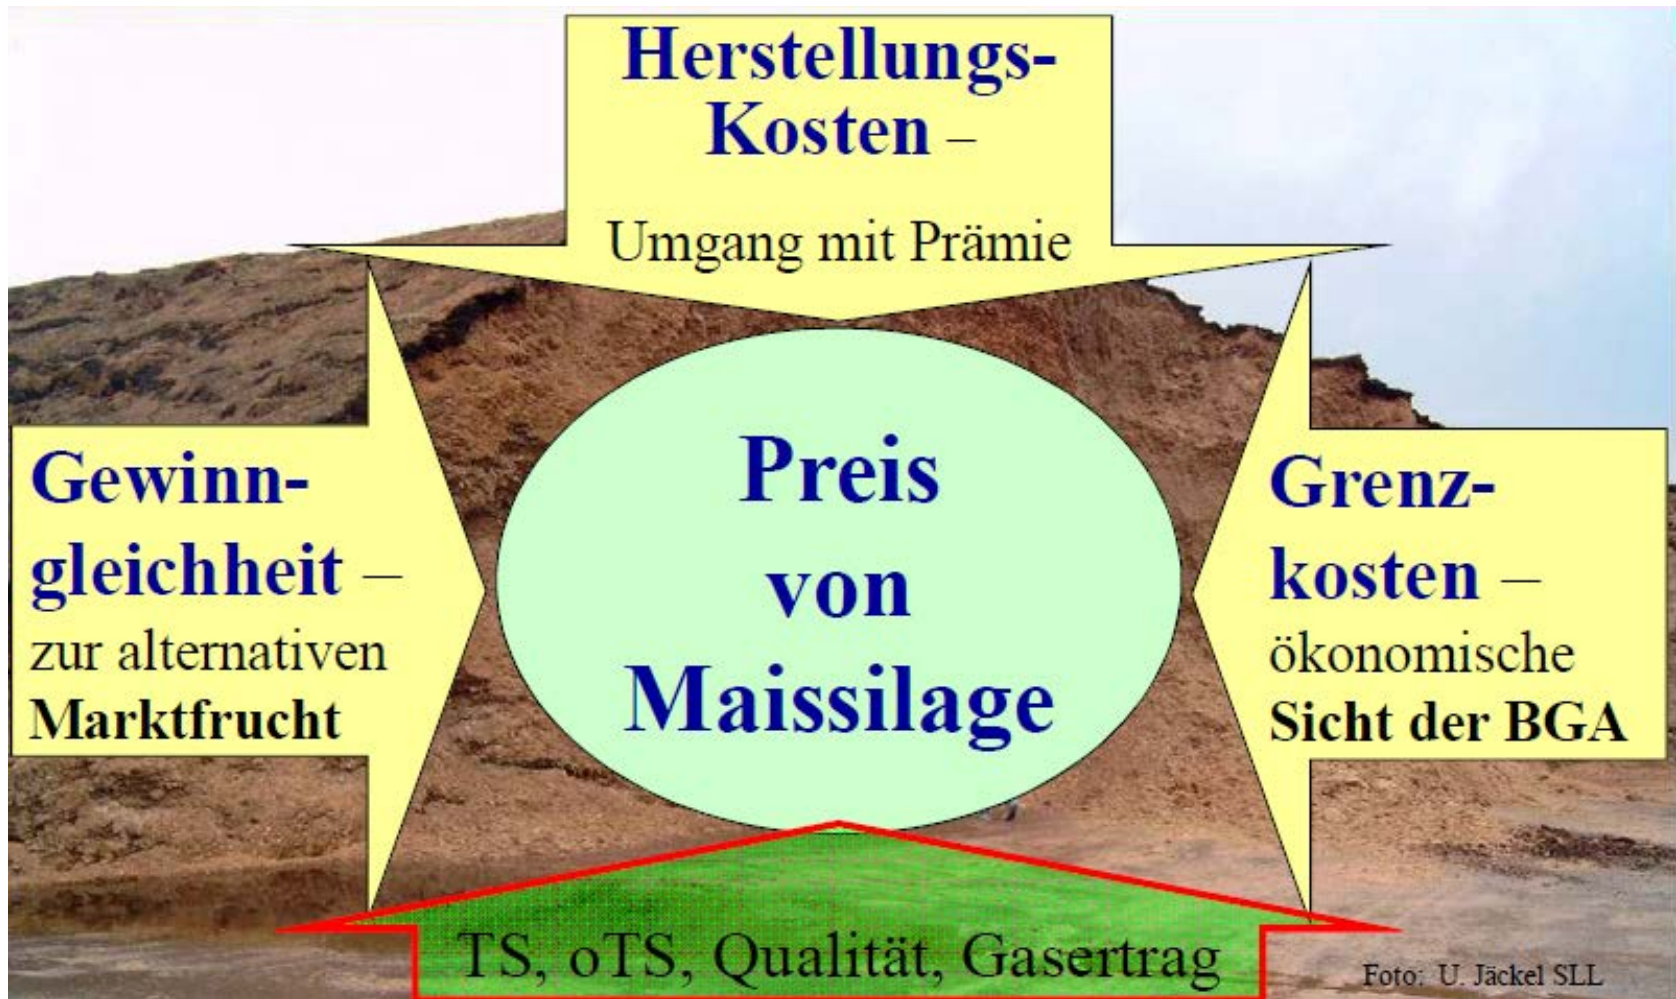 Herstellungs-
Kosten –
Umgang mit Prämie
Gewinn-
gleichheit –
zur alternativen
Marktfrucht
Preis
von
Maissilage
Grenz-
kosten –
ökonomische
Sicht der BGA
TS, oTS, Qualität, Gasertrag
Foto: U. Jäckel SLL